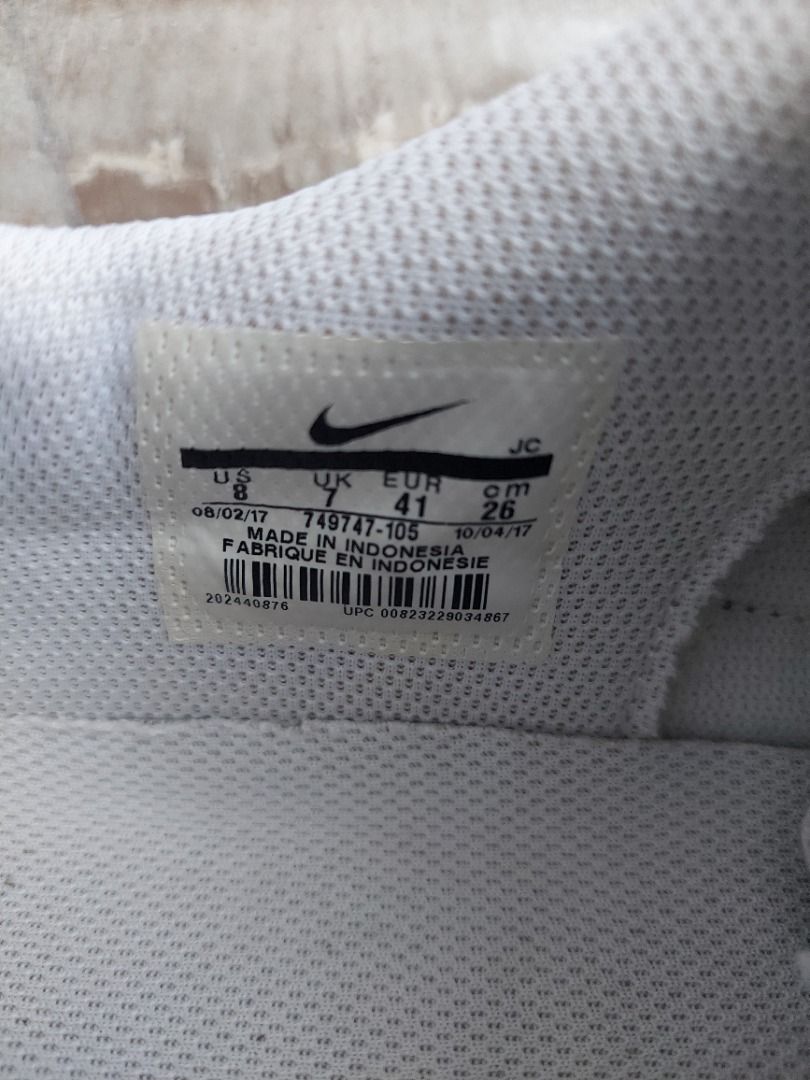 JC
US UK EUR cm
8 7 41 26
08/02/17 749747-105 10/04/17
MADE IN INDONESIA
FABRIQUE EN INDONESIE
202440876 UPC 00823229034867